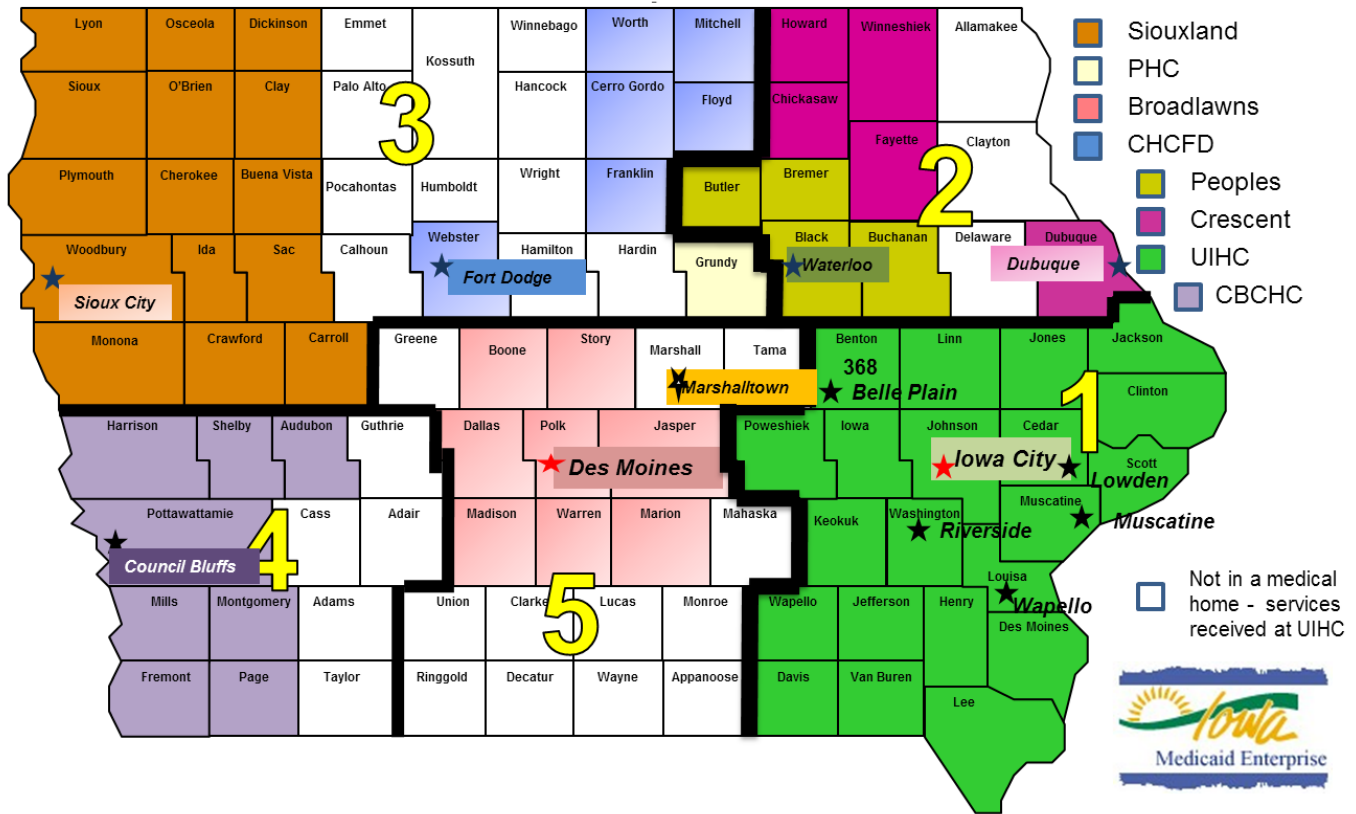 Lyon
Osceola
Dickinson
Emmet
Kossuth
Winnebago
Worth
Mitchell
Howard
Winneshiek
Allamakee
Siouxland
PHC
Broadlawns
CHCFD
Peoples
Crescent
UIHC
CBCHC
Sioux
O'Brien
Clay
Palo Alto
3
Hancock
Cerro Gordo
Floyd
Chickasaw
Fayette
2
Clayton
Plymouth
Cherokee
Buena Vista
Pocahontas
Humboldt
Wright
Franklin
Butler
Bremer
Woodbury
Ida
Sac
Calhoun
Webster
Hamilton
Hardin
Grundy
Black
Buchanan
Delaware
Dubuque
Sioux City
Fort Dodge
Waterloo
Dubuque
Monona
Crawford
Carroll
Greene
Boone
Story
Marshall
Tama
Benton
Linn
Jones
Jackson
368
Marshalltown
Belle Plain
1
Clinton
Harrison
Shelby
Audubon
Guthrie
Dallas
Polk
Jasper
Poweshiek
Iowa
Johnson
Cedar
Scott
Des Moines
Iowa City
Lowden
Pottawattamie
4
Cass
Adair
Madison
Warren
Marion
Mahaska
Keokuk
Washington
Muscatine
Riverside
Muscatine
Council Bluffs
Mills
Montgomery
Adams
Union
Clarke
5
Lucas
Monroe
Wapello
Jefferson
Henry
Louisa
Wapello
Des Moines
Fremont
Page
Taylor
Ringgold
Decatur
Wayne
Appanoose
Davis
Van Buren
Lee
Not in a medical
home - services
received at UIHC
Iowa
Medicaid Enterprise